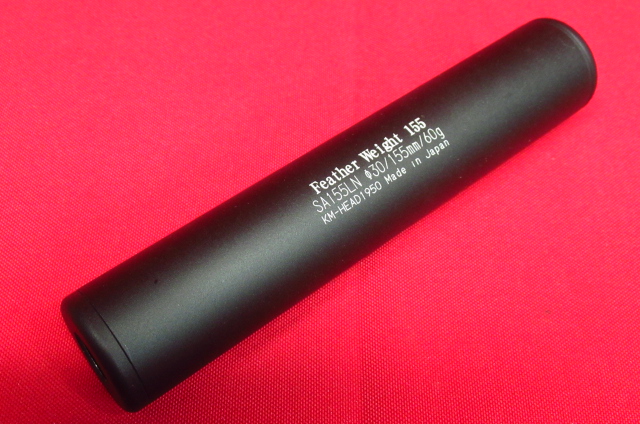 Feather Weight 155
SA155LN φ30/155mm/60g
KM-HEAD1950 Made in Japan